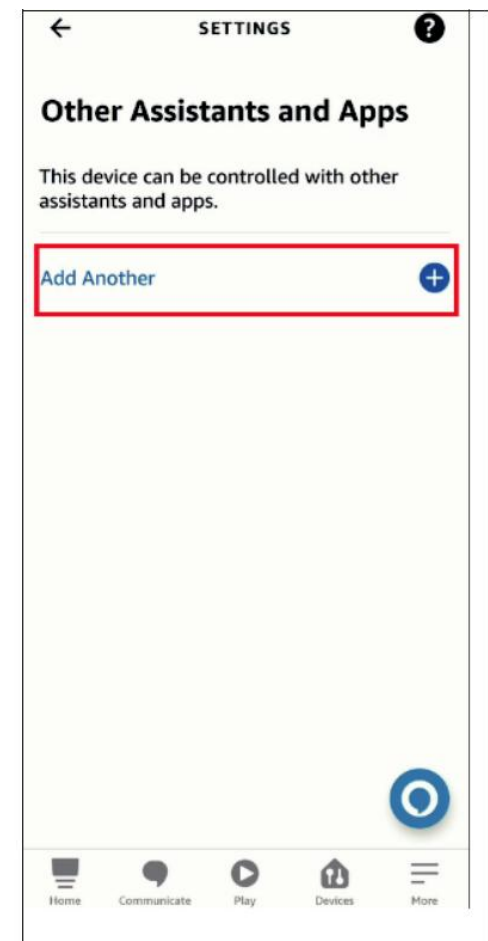 SETTINGS
?
Other Assistants and Apps
This device can be controlled with other
assistants and apps.
Add Another
Home Communicate Play Devices More